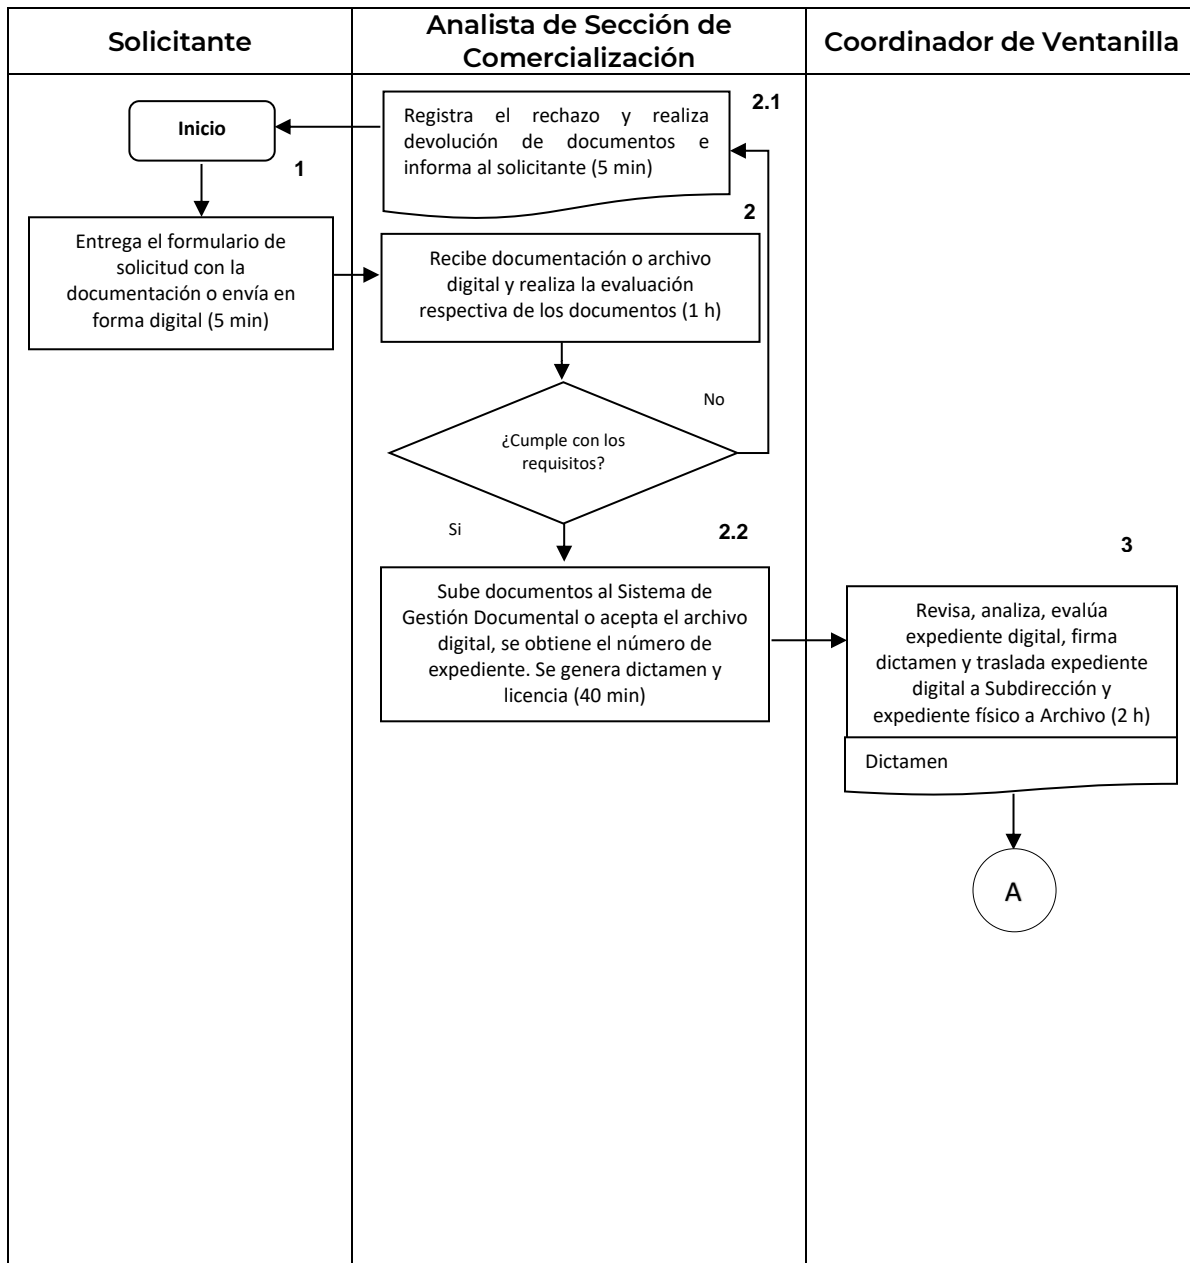 Solicitante
Analista de Sección de
Comercialización
Coordinador de Ventanilla
Inicio
1
Entrega el formulario de
solicitud con la
documentación o envía en
forma digital (5 min)
2.1
Registra el rechazo y realiza
devolución de documentos e
informa al solicitante (5 min)
2
Recibe documentación o archivo
digital y realiza la evaluación
respectiva de los documentos (1 h)
No
¿Cumple con los
requisitos?
Si
2.2
Sube documentos al Sistema de
Gestión Documental o acepta el archivo
digital, se obtiene el número de
expediente. Se genera dictamen y
licencia (40 min)
3
Revisa, analiza, evalúa
expediente digital, firma
dictamen y traslada expediente
digital a Subdirección y
expediente físico a Archivo (2 h)
Dictamen
A